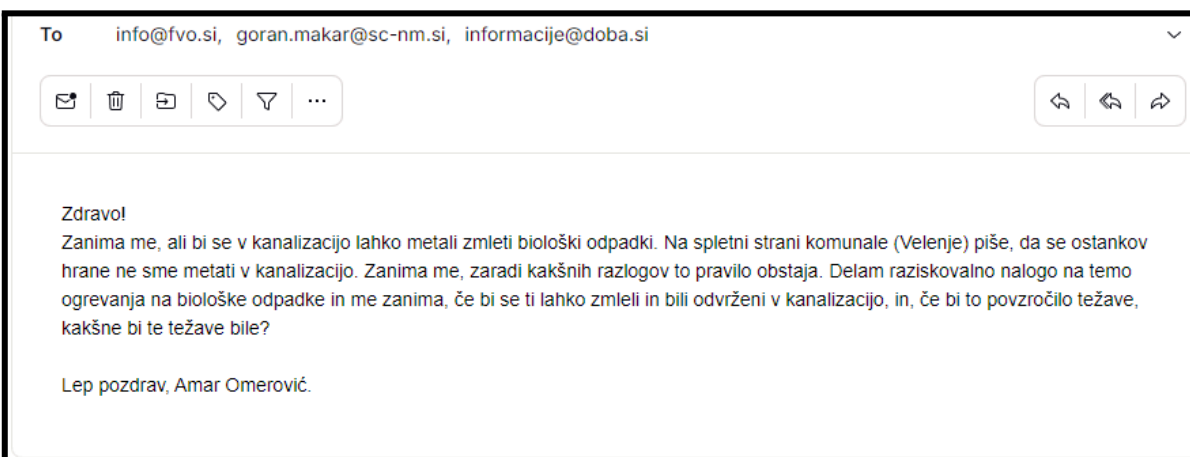 To info@fvo.si, goran.makar@sc-nm.si, informacije@doba.si
Zdravo!
Zanima me, ali bi se v kanalizacijo lahko metali zmleti biološki odpadki. Na spletni strani komunale (Velenje) piše, da se ostankov
hrane ne sme metati v kanalizacijo. Zanima me, zaradi kakšnih razlogov to pravilo obstaja. Delam raziskovalno nalogo na temo
ogrevanja na biološke odpadke in me zanima, če bi se ti lahko zmleli in bili odvrženi v kanalizacijo, in, če bi to povzročilo težave,
kakšne bi te težave bile?
Lep pozdrav, Amar Omerović.